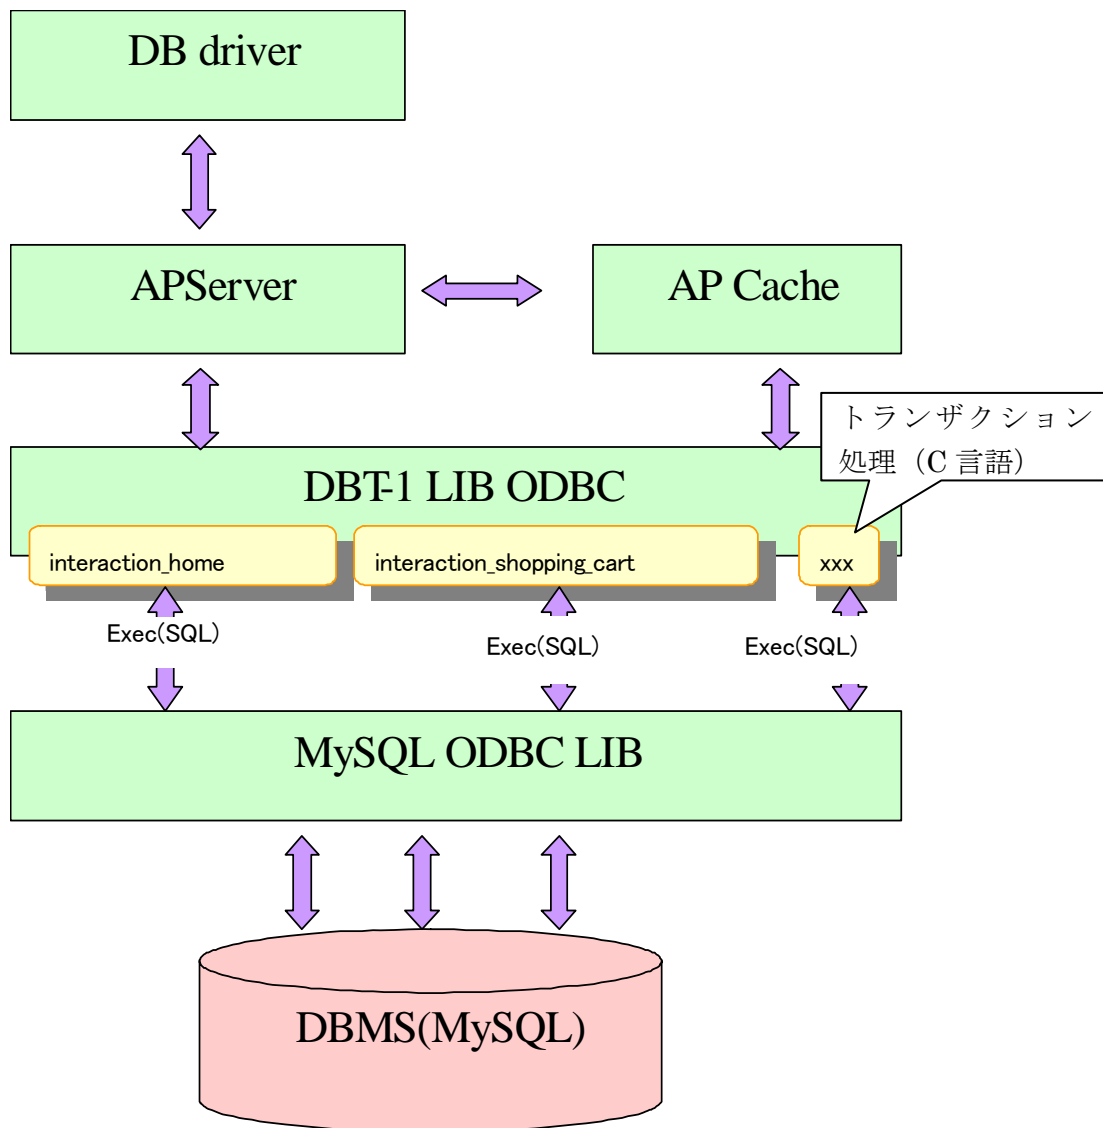 DB driver
APServer
AP Cache
トランザクション
処理（C 言語）
DBT-1 LIB ODBC
interaction_home
interaction_shopping_cart
xxx
Exec(SQL)
Exec(SQL)
Exec(SQL)
MySQL ODBC LIB
DBMS(MySQL)